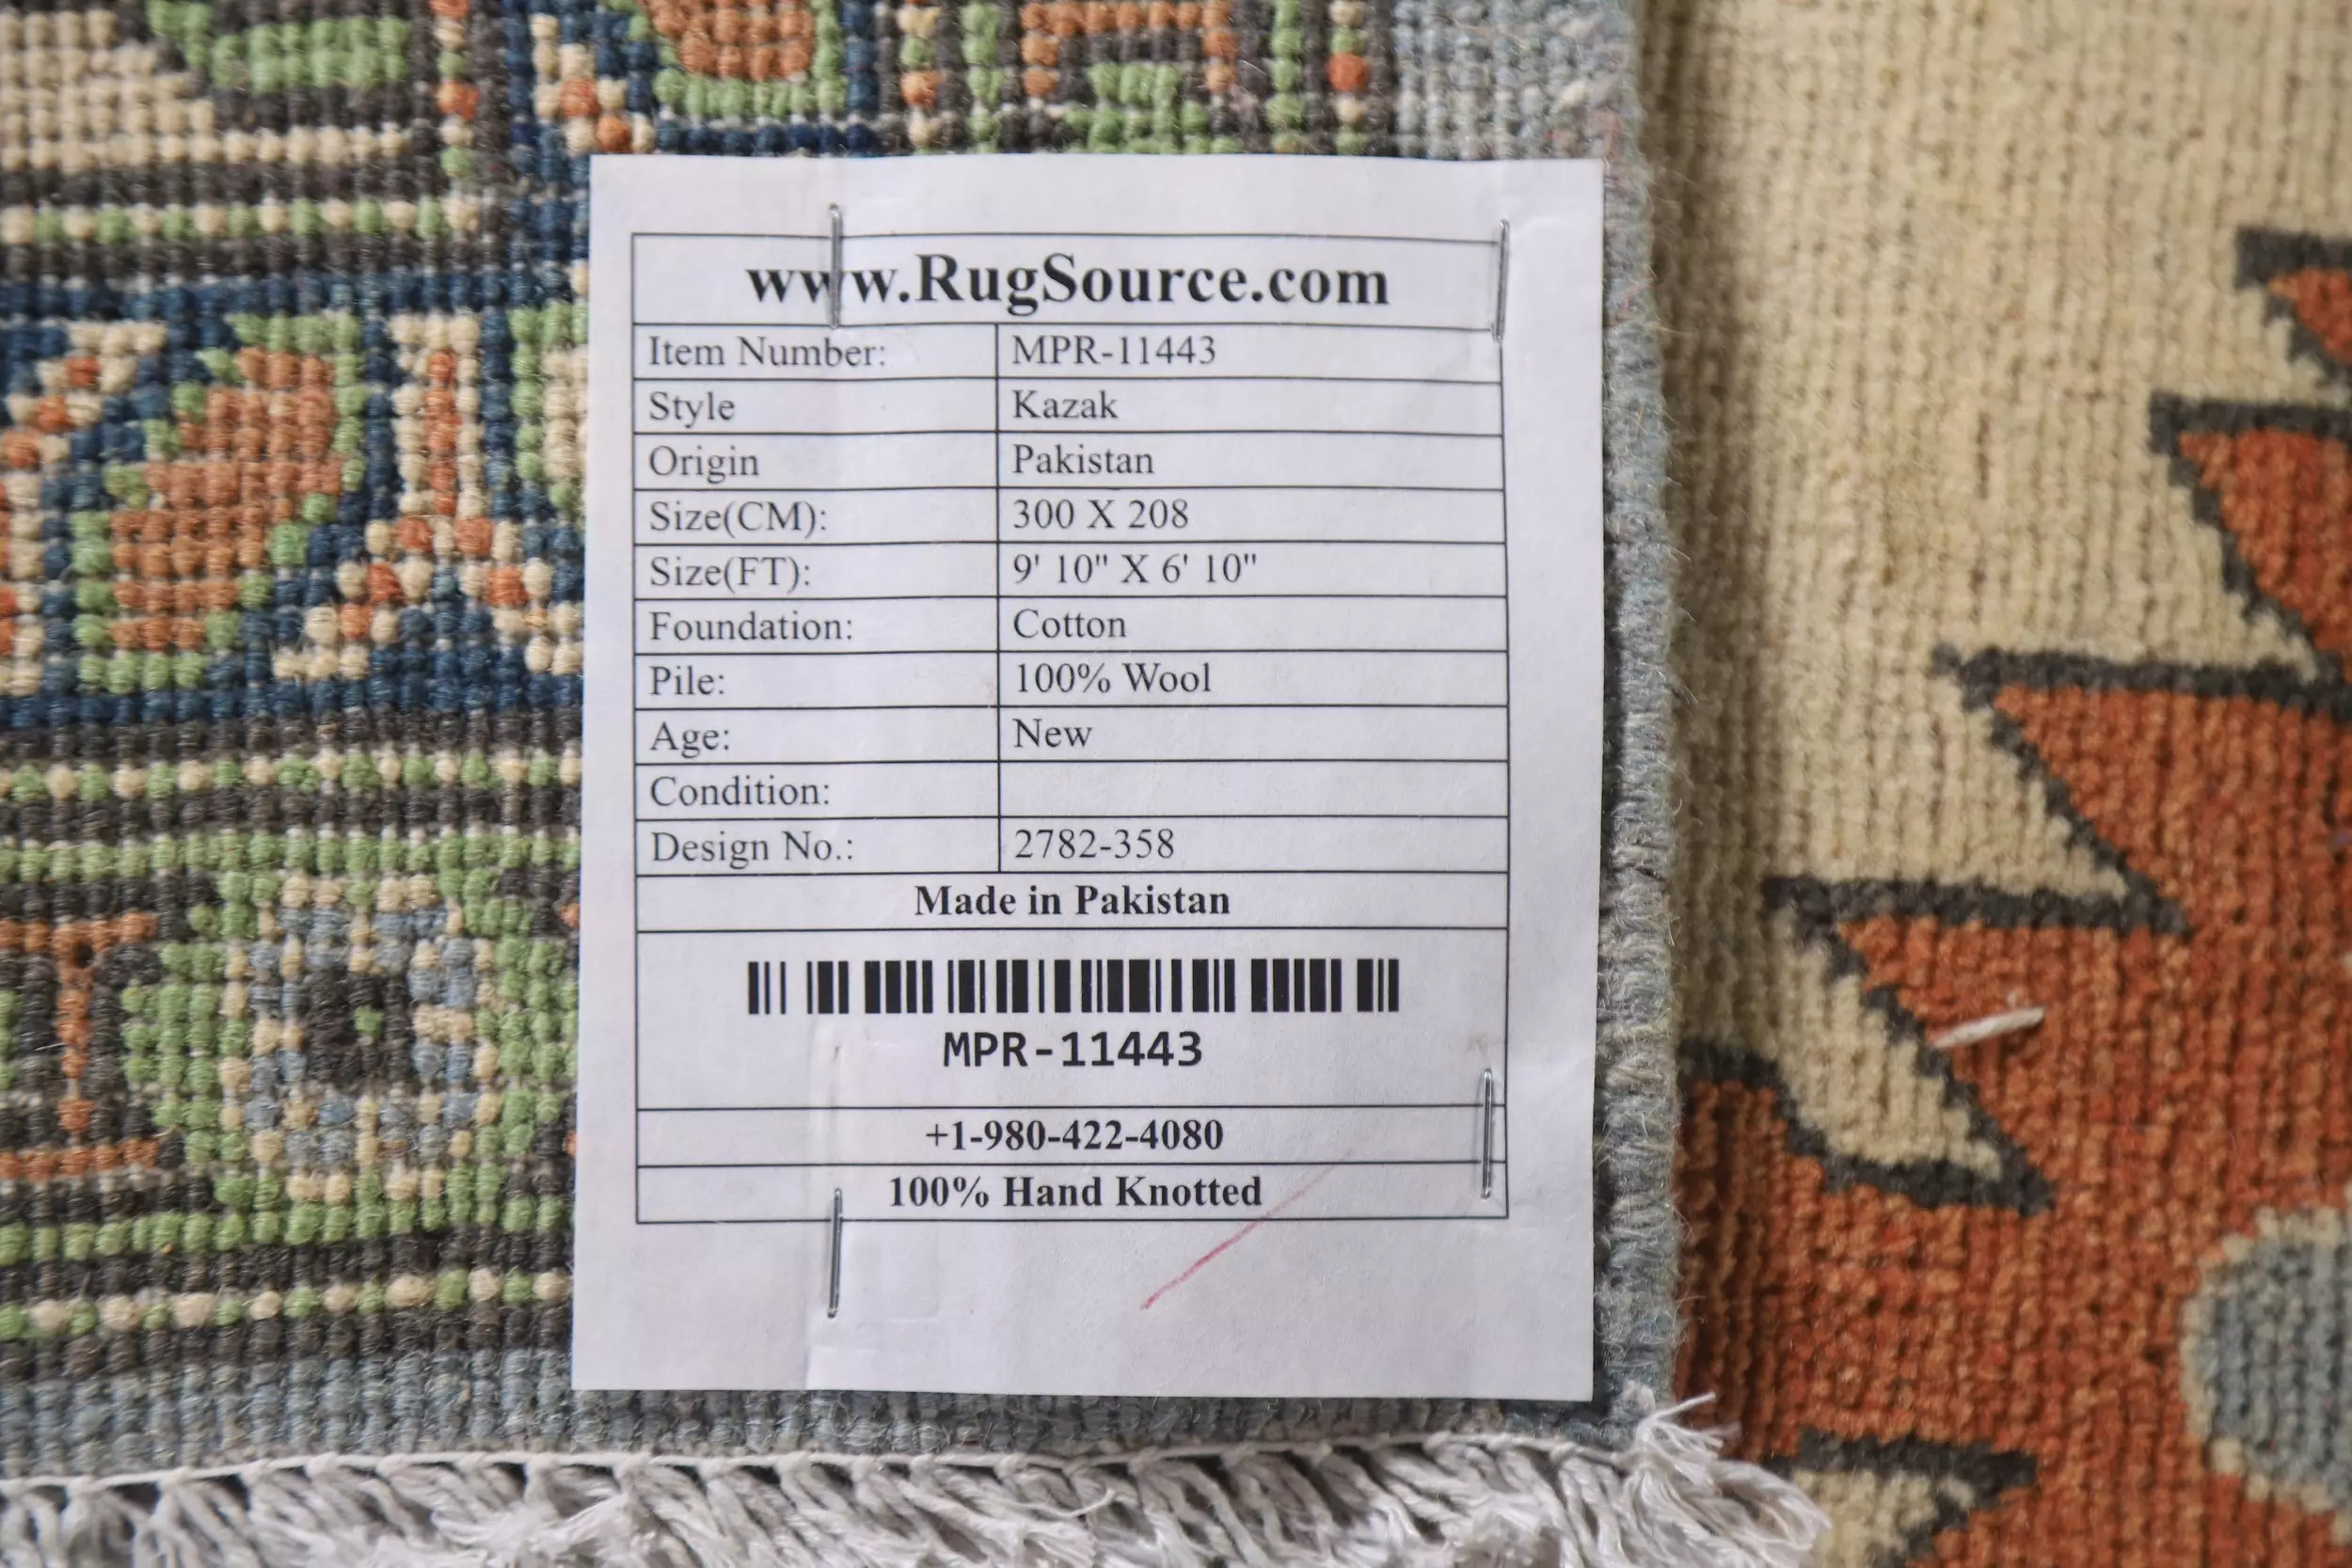 www.RugSource.com
Item Number: MPR-11443
Style Kazak
Origin Pakistan
Size(CM): 300 X 208
Size(FT): 9' 10" X 6' 10"
Foundation: Cotton
Pile: 100% Wool
Age: New
Condition:
Design No.: 2782-358
Made in Pakistan
MPR-11443
+1-980-422-4080
100% Hand Knotted